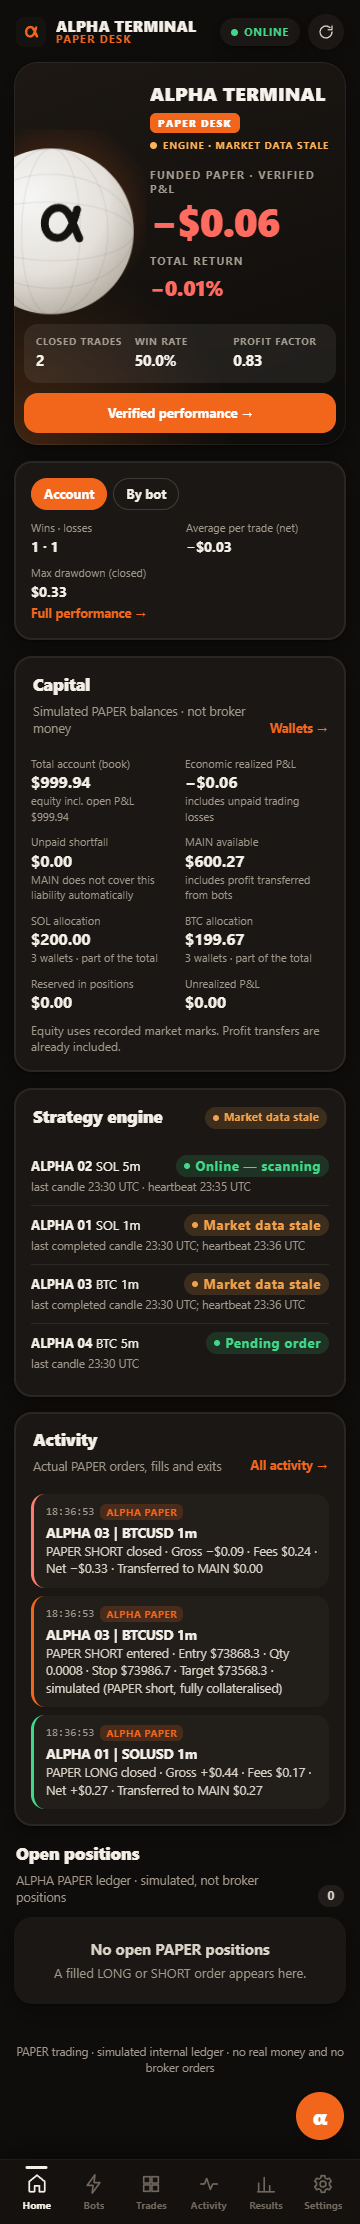 α ALPHA TERMINAL
PAPER DESK
ONLINE
ALPHA TERMINAL
PAPER DESK
ENGINE · MARKET DATA STALE
FUNDED PAPER · VERIFIED
P&L
−$0.06
TOTAL RETURN
−0.01%
α
CLOSED TRADES WIN RATE PROFIT FACTOR
2 50.0% 0.83
Verified performance →
Account By bot
Wins · losses Average per trade (net)
1 · 1 −$0.03
Max drawdown (closed)
$0.33
Full performance →
Capital
Simulated PAPER balances · not broker
money
Wallets →
Total account (book) Economic realized P&L
$999.94 −$0.06
equity incl. open P&L includes unpaid trading
$999.94 losses
Unpaid shortfall MAIN available
$0.00 $600.27
MAIN does not cover this includes profit transferred
liability automatically from bots
SOL allocation BTC allocation
$200.00 $199.67
3 wallets · part of the total 3 wallets · part of the total
Reserved in positions Unrealized P&L
$0.00 $0.00
Equity uses recorded market marks. Profit transfers are
already included.
Strategy engine Market data stale
ALPHA 02 SOL 5m Online — scanning
last candle 23:30 UTC · heartbeat 23:35 UTC
ALPHA 01 SOL 1m Market data stale
last completed candle 23:30 UTC; heartbeat 23:36 UTC
ALPHA 03 BTC 1m Market data stale
last completed candle 23:30 UTC; heartbeat 23:36 UTC
ALPHA 04 BTC 5m Pending order
last candle 23:30 UTC
Activity
Actual PAPER orders, fills and exits All activity →
18:36:53 ALPHA PAPER
ALPHA 03 | BTCUSD 1m
PAPER SHORT closed · Gross −$0.09 · Fees $0.24 ·
Net −$0.33 · Transferred to MAIN $0.00
18:36:53 ALPHA PAPER
ALPHA 03 | BTCUSD 1m
PAPER SHORT entered · Entry $73868.3 · Qty
0.0008 · Stop $73986.7 · Target $73568.3 ·
simulated (PAPER short, fully collateralised)
18:36:53 ALPHA PAPER
ALPHA 01 | SOLUSD 1m
PAPER LONG closed · Gross +$0.44 · Fees $0.17 ·
Net +$0.27 · Transferred to MAIN $0.27
Open positions
ALPHA PAPER ledger · simulated, not broker
positions
0
No open PAPER positions
A filled LONG or SHORT order appears here.
PAPER trading · simulated internal ledger · no real money and no
broker orders
α
Home Bots Trades Activity Results Settings